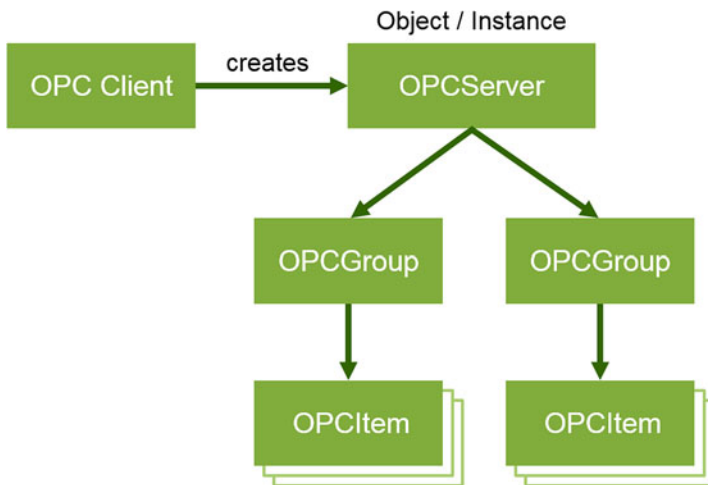 Object / Instance
OPC Client
creates
OPCServer
OPCGroup
OPCGroup
OPCItem
OPCItem